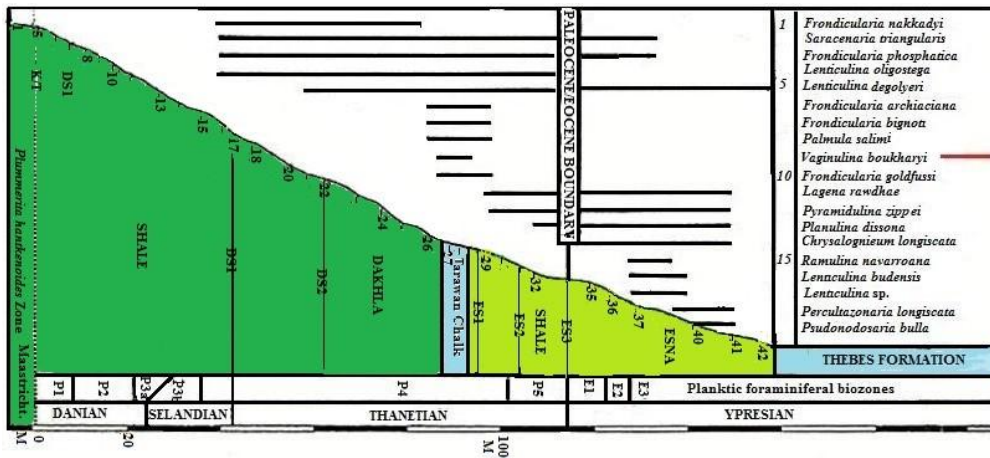 1 Frondicularia nakkadyi
Saracenaria triangularis
Frondicularia phosphatica
Lenticulina oligostega
5 Lenticulina degolyeri
Frondicularia archiaciana
Frondicularia bignoti
Palmula salimi
Vaginulina boukharyi
10 Frondicularia goldfussi
Lagena rawdhae
Pyramidulina zippei
Planulina dissona
Chrysalognieum longiscata
15 Ramulina navarroana
Lenticulina budensis
Lenticulina sp.
Percultazonaria longiscata
Psudonodosaria bulla
THEBES FORMATION
PALEOCENE/EOCENE BOUNDARY
5
8
10
13
15
17
18
20
22
24
26
27
29
32
35
36
37
40
41
42
K\T
DS1
SHALE
DS1
DS2
DAKHLA
Tarawan Chalk
ES1
ES2
SHALE
ES3
ESNA
Plummerita hantkenoides Zone
Maastricht.
P1 P2 P3a P3b P4 P5 E1 E2 E3 Planktic foraminiferal biozones
DANIAN SELANDIAN THANETIAN YPRESIAN
M 0 20 100 M